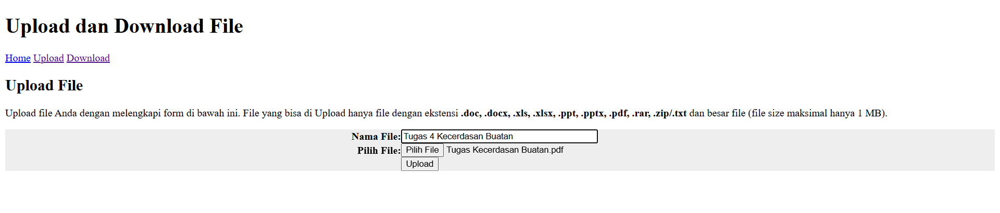 Upload dan Download File
Home Upload Download
Upload File
Upload file Anda dengan melengkapi form di bawah ini. File yang bisa di Upload hanya file dengan ekstensi .doc, .docx, .xls, .xlsx, .ppt, .pptx, .pdf, .rar, .zip/.txt dan besar file (file size maksimal hanya 1 MB).
Nama File: Tugas 4 Kecerdasan Buatan
Pilih File: Pilih File Tugas Kecerdasan Buatan.pdf
Upload